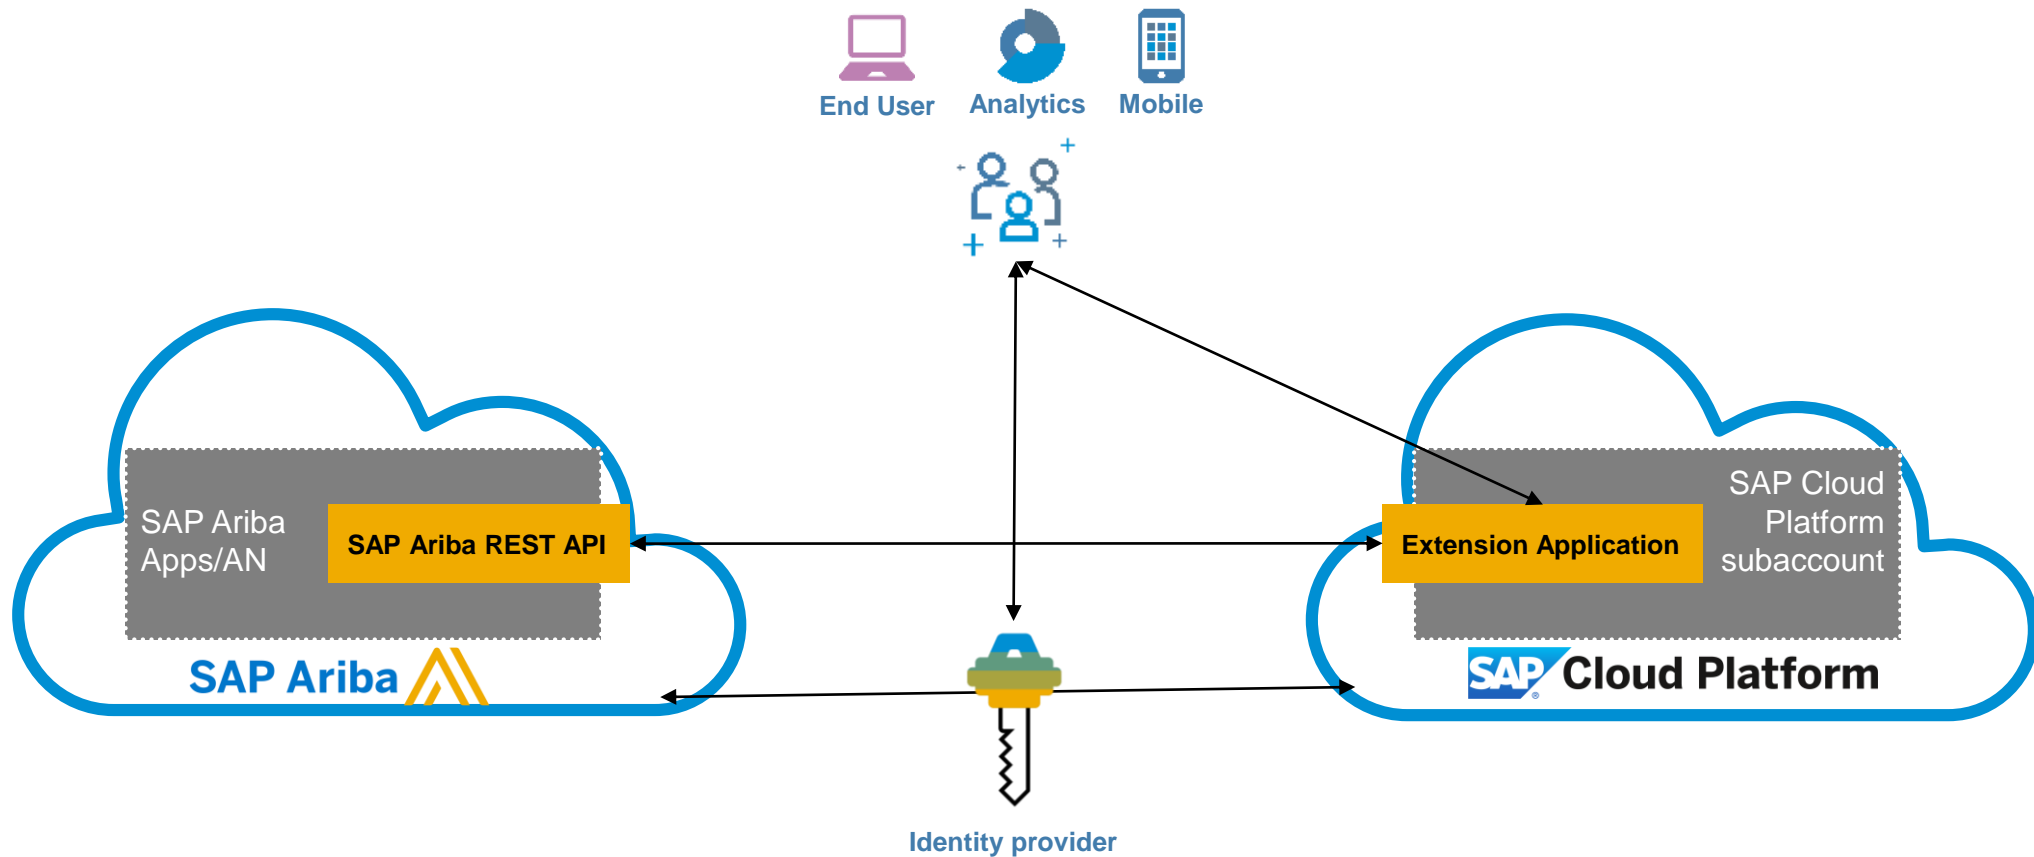 End User
Analytics
Mobile
SAP Ariba
Apps/AN
SAP Ariba REST API
Extension Application
SAP Cloud
Platform
subaccount
SAP Ariba
SAP® Cloud Platform
Identity provider